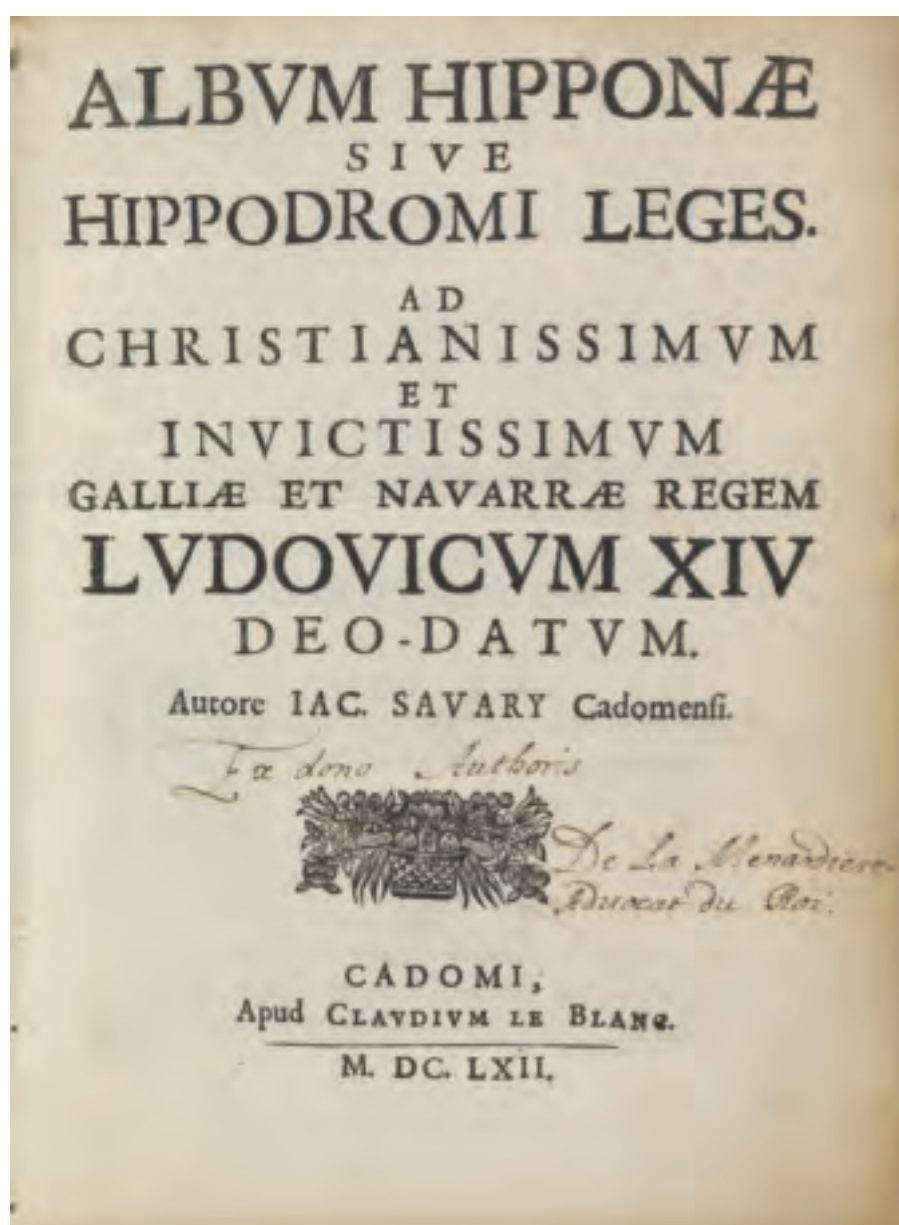 ALBVM HIPPONÆ
SIVE
HIPPODROMI LEGES.
AD
CHRISTIANISSIMVM
ET
INVICTISSIMVM
GALLIÆ ET NAVARRÆ REGEM
LVDOVICVM XIV
DEO-DATVM.
Autore IAC. SAVARY Cadomenſi.
Ex dono Authoris
De La Menardiere
Aduocat du Roi.
CADOMI,
Apud CLAVDIVM LE BLANC.
M. DC. LXII.